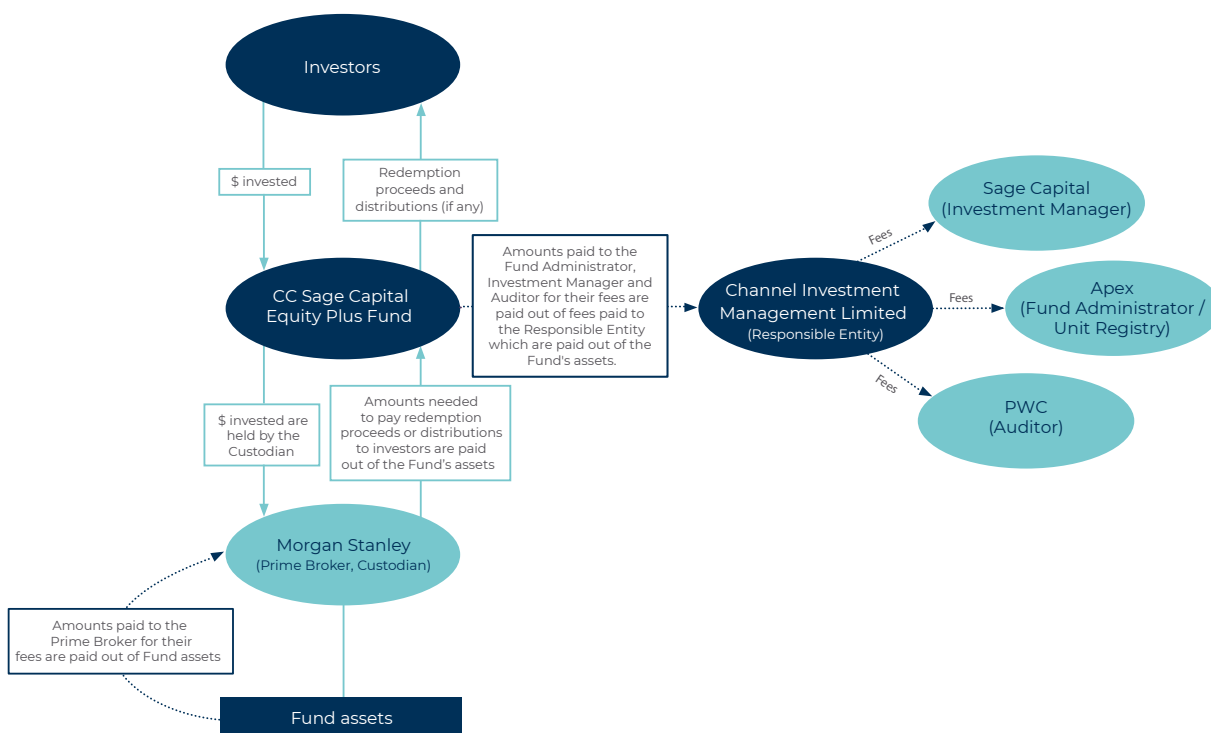 Investors
$ invested
Redemption
proceeds and
distributions (if any)
CC Sage Capital
Equity Plus Fund
Amounts paid to the
Fund Administrator,
Investment Manager and
Auditor for their fees are
paid out of fees paid to
the Responsible Entity
which are paid out of the
Fund's assets.
Channel Investment
Management Limited
(Responsible Entity)
Fees
Sage Capital
(Investment Manager)
Fees
Apex
(Fund Administrator /
Unit Registry)
Fees
PWC
(Auditor)
$ invested are
held by the
Custodian
Amounts needed
to pay redemption
proceeds or distributions
to investors are paid
out of the Fund’s assets
Morgan Stanley
(Prime Broker, Custodian)
Amounts paid to the
Prime Broker for their
fees are paid out of Fund assets
Fund assets